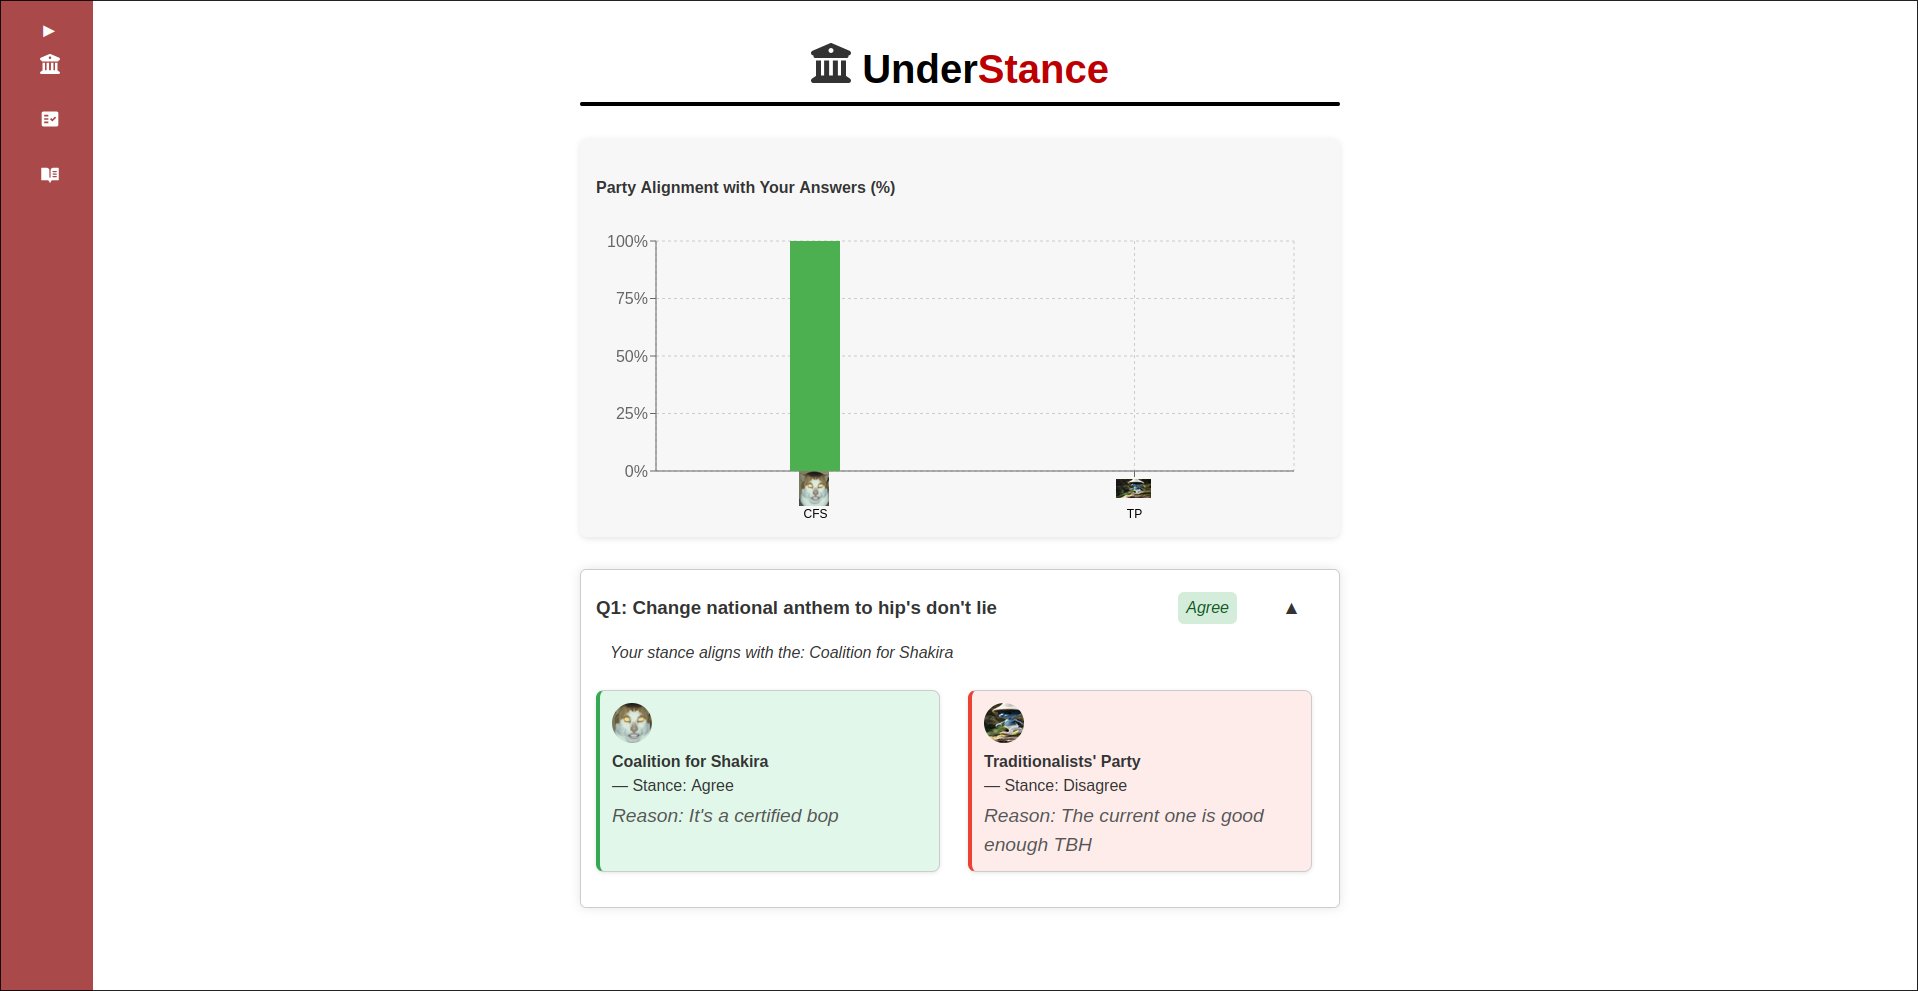 UnderStance
Party Alignment with Your Answers (%)
100%
75%
50%
25%
0%
CFS
TP
Q1: Change national anthem to hip's don't lie
Agree
▲
Your stance aligns with the: Coalition for Shakira
Coalition for Shakira
— Stance: Agree
Reason: It's a certified bop
Traditionalists' Party
— Stance: Disagree
Reason: The current one is good
enough TBH